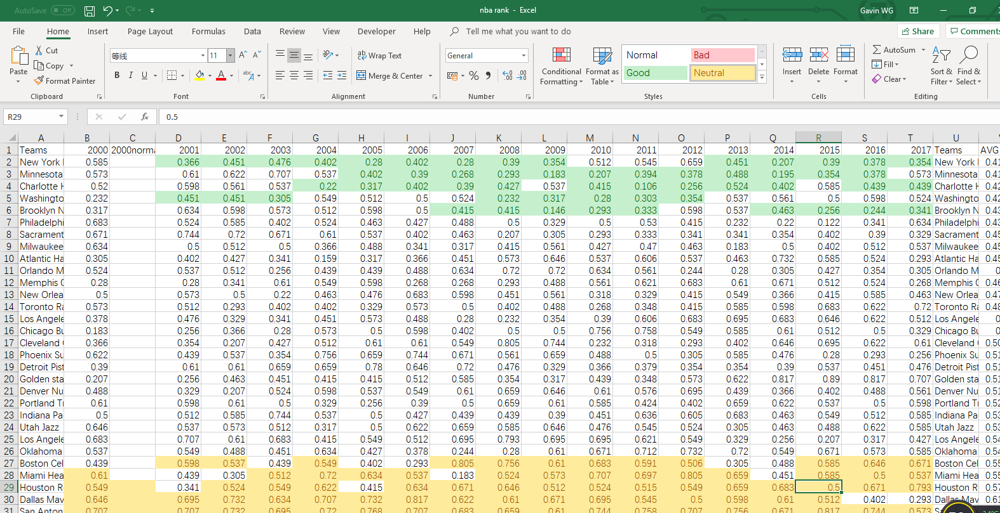 AutoSave Off nba rank - Excel Gavin WG
File Home Insert Page Layout Formulas Data Review View Developer Help Tell me what you want to do Share Comments
Paste Cut Copy Format Painter Clipboard
等线 11 A A B I U A abc A Font
ab Wrap Text Merge & Center Alignment
General % Number
Conditional Formatting Format as Table Normal Bad Good Neutral Styles
Insert Delete Format Cells
AutoSum Fill Clear Sort & Filter Find & Select Editing
R29 fx 0.5
A B C D E F G H I J K L M N O P Q R S T U
1 Teams 2000 2000norma 2001 2002 2003 2004 2005 2006 2007 2008 2009 2010 2011 2012 2013 2014 2015 2016 2017 Teams AVG
2 New York 0.585 0.366 0.451 0.476 0.402 0.28 0.402 0.28 0.39 0.354 0.512 0.545 0.659 0.451 0.207 0.39 0.378 0.354 New York 0.41
3 Minnesota 0.573 0.61 0.622 0.707 0.537 0.402 0.39 0.268 0.293 0.183 0.207 0.394 0.378 0.488 0.195 0.354 0.378 0.573 Minnesota 0.41
4 Charlotte H 0.52 0.598 0.561 0.537 0.22 0.317 0.402 0.39 0.427 0.537 0.415 0.106 0.256 0.524 0.402 0.585 0.439 0.439 Charlotte H 0.42
5 Washingto 0.232 0.451 0.451 0.305 0.549 0.512 0.5 0.524 0.232 0.317 0.28 0.303 0.354 0.537 0.561 0.5 0.598 0.524 Washingto 0.42
6 Brooklyn N 0.317 0.634 0.598 0.573 0.512 0.598 0.5 0.415 0.415 0.146 0.293 0.333 0.598 0.537 0.463 0.256 0.244 0.341 Brooklyn N 0.43
7 Philadelphi 0.683 0.524 0.585 0.402 0.524 0.463 0.427 0.488 0.5 0.329 0.5 0.53 0.415 0.232 0.22 0.122 0.341 0.634 Philadelphi 0.43
8 Sacrament 0.671 0.744 0.72 0.671 0.61 0.537 0.402 0.463 0.207 0.305 0.293 0.333 0.341 0.341 0.354 0.402 0.39 0.329 Sacrament 0.45
9 Milwaukee 0.634 0.5 0.512 0.5 0.366 0.488 0.341 0.317 0.415 0.561 0.427 0.47 0.463 0.183 0.5 0.402 0.512 0.537 Milwaukee 0.45
10 Atlantic Ha 0.305 0.402 0.427 0.341 0.159 0.317 0.366 0.451 0.573 0.646 0.537 0.606 0.537 0.463 0.732 0.585 0.524 0.293 Atlantic Ha 0.45
11 Orlando M 0.524 0.537 0.512 0.256 0.439 0.439 0.488 0.634 0.72 0.72 0.634 0.561 0.244 0.28 0.305 0.427 0.354 0.305 Orlando M 0
12 Memphis G 0.28 0.28 0.341 0.61 0.549 0.598 0.268 0.268 0.293 0.488 0.561 0.621 0.683 0.61 0.671 0.512 0.524 0.268 Memphis G 0.46
13 New Orlea 0.5 0.573 0.5 0.22 0.463 0.476 0.683 0.598 0.451 0.561 0.318 0.329 0.415 0.549 0.366 0.415 0.585 0.463 New Orlea 0.47
14 Toronto Ra 0.573 0.512 0.293 0.402 0.402 0.329 0.573 0.5 0.402 0.488 0.268 0.348 0.415 0.585 0.598 0.683 0.622 0.72 Toronto Ra 0.48
15 Los Angele 0.378 0.476 0.329 0.341 0.451 0.573 0.488 0.28 0.232 0.354 0.39 0.606 0.683 0.695 0.683 0.646 0.622 0.512 Los Angele 0
16 Chicago Bu 0.183 0.256 0.366 0.28 0.573 0.5 0.598 0.402 0.5 0.5 0.756 0.758 0.549 0.585 0.61 0.512 0.5 0.329 Chicago Bu 0
17 Cleveland 0.366 0.354 0.207 0.427 0.512 0.61 0.61 0.549 0.805 0.744 0.232 0.318 0.293 0.402 0.646 0.695 0.622 0.61 Cleveland 0.50
18 Phoenix Su 0.622 0.439 0.537 0.354 0.756 0.659 0.744 0.671 0.561 0.659 0.488 0.5 0.305 0.585 0.476 0.28 0.293 0.256 Phoenix Su 0.51
19 Detroit Pist 0.39 0.61 0.61 0.659 0.659 0.78 0.646 0.72 0.476 0.329 0.366 0.379 0.354 0.354 0.39 0.537 0.451 0.476 Detroit Pist 0.51
20 Golden sta 0.207 0.256 0.463 0.451 0.415 0.415 0.512 0.585 0.354 0.317 0.439 0.348 0.573 0.622 0.817 0.89 0.817 0.707 Golden sta 0.51
21 Denver Nu 0.488 0.329 0.207 0.524 0.598 0.537 0.549 0.61 0.659 0.646 0.61 0.576 0.695 0.439 0.366 0.402 0.488 0.561 Denver Nu 0.51
22 Portland Tr 0.61 0.598 0.61 0.5 0.329 0.256 0.39 0.5 0.659 0.61 0.585 0.424 0.402 0.659 0.622 0.537 0.5 0.598 Portland Tr 0.52
23 Indiana Pa 0.5 0.512 0.585 0.744 0.537 0.5 0.427 0.439 0.439 0.39 0.451 0.636 0.605 0.683 0.463 0.549 0.512 0.585 Indiana Pa 0.53
24 Utah Jazz 0.646 0.537 0.573 0.512 0.317 0.5 0.622 0.659 0.585 0.646 0.476 0.545 0.524 0.305 0.463 0.488 0.622 0.585 Utah Jazz 0.53
25 Los Angele 0.683 0.707 0.61 0.683 0.415 0.549 0.512 0.695 0.793 0.695 0.695 0.621 0.549 0.329 0.256 0.207 0.317 0.427 Los Angele 0.54
26 Oklahoma 0.537 0.549 0.488 0.451 0.634 0.427 0.378 0.244 0.28 0.61 0.671 0.712 0.732 0.72 0.549 0.671 0.573 0.585 Oklahoma 0.54
27 Boston Cel 0.439 0.598 0.537 0.439 0.549 0.402 0.293 0.805 0.756 0.61 0.683 0.591 0.506 0.305 0.488 0.585 0.646 0.671 Boston Cel 0.55
28 Miami Hea 0.61 0.439 0.305 0.512 0.72 0.634 0.537 0.183 0.524 0.573 0.707 0.697 0.805 0.659 0.451 0.585 0.5 0.537 Miami Hea 0.55
29 Houston R 0.549 0.341 0.524 0.549 0.622 0.415 0.634 0.671 0.646 0.512 0.524 0.515 0.549 0.659 0.683 0.5 0.671 0.793 Houston R 0.57
30 Dallas Mav 0.646 0.695 0.732 0.634 0.707 0.732 0.817 0.622 0.61 0.671 0.695 0.545 0.5 0.598 0.61 0.512 0.402 0.293 Dallas Mav 0.61
31 San Anton 0.707 0.707 0.732 0.695 0.72 0.768 0.707 0.683 0.659 0.61 0.744 0.758 0.707 0.756 0.671 0.817 0.744 0.573